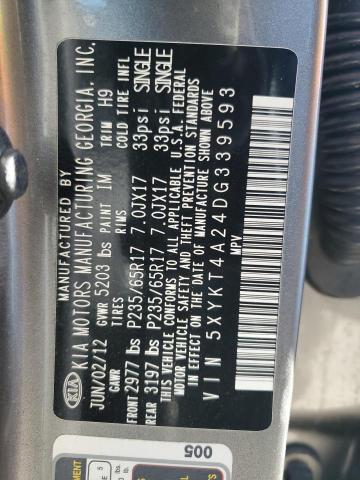 MANUFACTURED BY
KIA MOTORS MANUFACTURING GEORGIA. INC.
KIA
JUN/02/12 GVWR 5203 lbs PAINT IM TRIM H9
GAWR TIRES RIMS COLD TIRE INFL
FRONT 2977 lbs P235/65R17 7.0JX17 33psi SINGLE
REAR 3197 lbs P235/65R17 7.0JX17 33psi SINGLE
THIS VEHICLE CONFORMS TO ALL APPLICABLE U.S.A. FEDERAL
MOTOR VEHICLE SAFETY AND THEFT PREVENTION STANDARDS
IN EFFECT ON THE DATE OF MANUFACTURE SHOWN ABOVE
VIN 5XYKT4A24DG339593
MPV
005